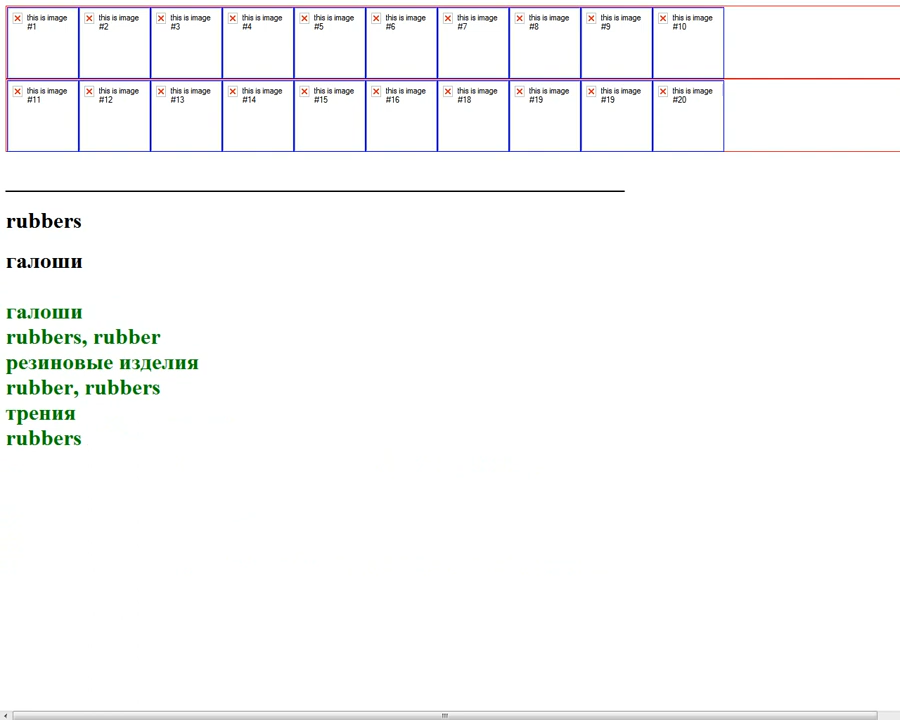 this is image #1
this is image #2
this is image #3
this is image #4
this is image #5
this is image #6
this is image #7
this is image #8
this is image #9
this is image #10
this is image #11
this is image #12
this is image #13
this is image #14
this is image #15
this is image #16
this is image #18
this is image #19
this is image #19
this is image #20
rubbers
галоши
галоши
rubbers, rubber
резиновые изделия
rubber, rubbers
трения
rubbers